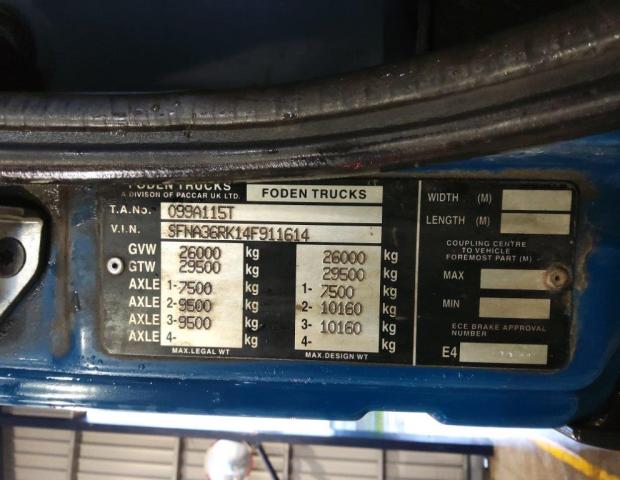 FODEN TRUCKS
A DIVISON OF PACCAR UK LTD.
FODEN TRUCKS
T.A.No. 099A115T
V.I.N. SFNA36RK14F911614
GVW 26000 kg 26000 kg
GTW 29500 kg 29500 kg
AXLE 1- 7500 kg 1- 7500 kg
AXLE 2- 9500 kg 2- 10160 kg
AXLE 3- 9500 kg 3- 10160 kg
AXLE 4- kg 4- kg
MAX.LEGAL WT MAX.DESIGN WT
WIDTH (M)
LENGTH (M)
COUPLING CENTRE
TO VEHICLE
FOREMOST PART (M)
MAX
MIN
ECE BRAKE APPROVAL
NUMBER
E4